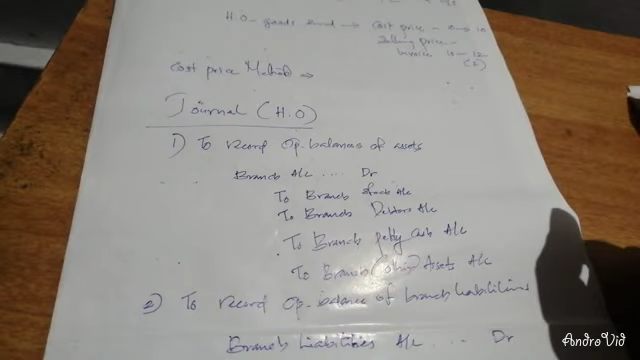 H.O - goods send → Cost price -
Selling price -
Invoice
Cost price Method ⇒
Journal (H.O)
1) To record Op. balances of assets
Branch A/c .... Dr
To Branch Stock A/c
To Branch Debtors A/c
To Branch petty cash A/c
To Branch (other) Assets A/c
2) To record Op. balance of branch liabilities
Branch Liabilities A/c ... Dr
AndroVid